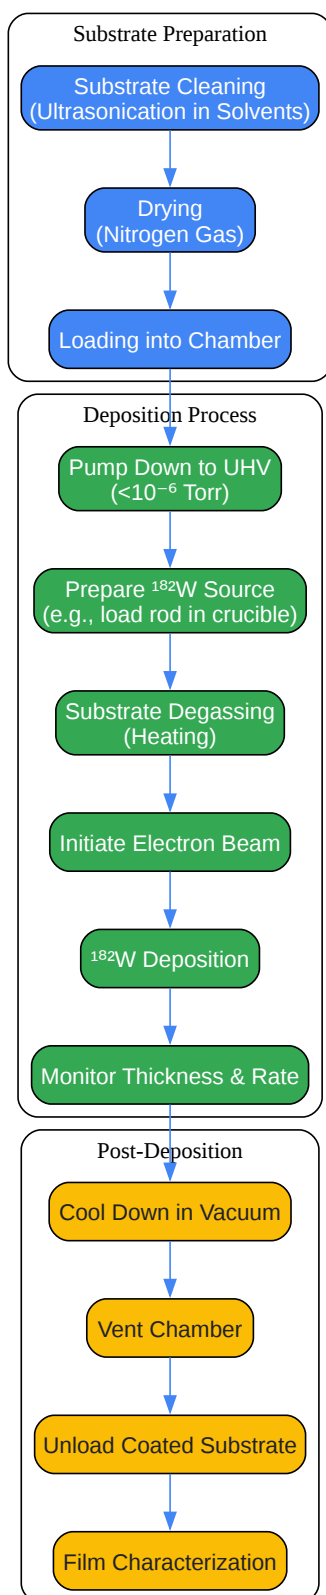 Substrate Preparation
Substrate Cleaning
(Ultrasonication in Solvents)
Drying
(Nitrogen Gas)
Loading into Chamber
Deposition Process
Pump Down to UHV
(<10⁻⁶ Torr)
Prepare ¹⁸²W Source
(e.g., load rod in crucible)
Substrate Degassing
(Heating)
Initiate Electron Beam
¹⁸²W Deposition
Monitor Thickness & Rate
Post-Deposition
Cool Down in Vacuum
Vent Chamber
Unload Coated Substrate
Film Characterization